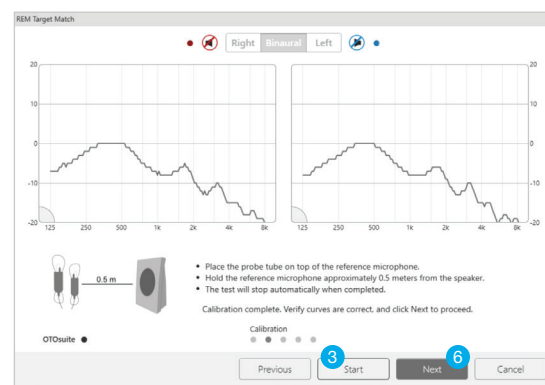 REM Target Match
Right Binaural Left
20 20
10 10
0 0
-10 -10
-20 -20
125 250 500 1k 2k 4k 8k 125 250 500 1k 2k 4k 8k
0.5 m
• Place the probe tube on top of the reference microphone.
• Hold the reference microphone approximately 0.5 meters from the speaker.
• The test will stop automatically when completed.
Calibration complete. Verify curves are correct, and click Next to proceed.
OTOsuite
Calibration
3 6
Previous Start Next Cancel